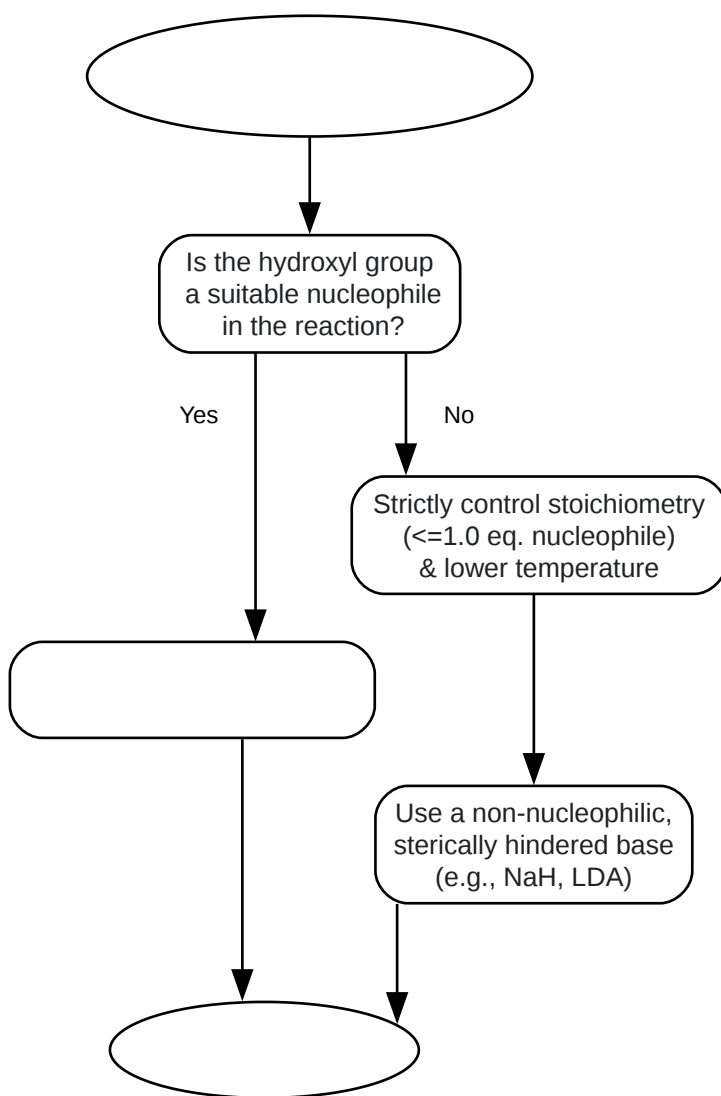 Is the hydroxyl group
a suitable nucleophile
in the reaction?
Yes
No
Strictly control stoichiometry
(<=1.0 eq. nucleophile)
& lower temperature
Use a non-nucleophilic,
sterically hindered base
(e.g., NaH, LDA)